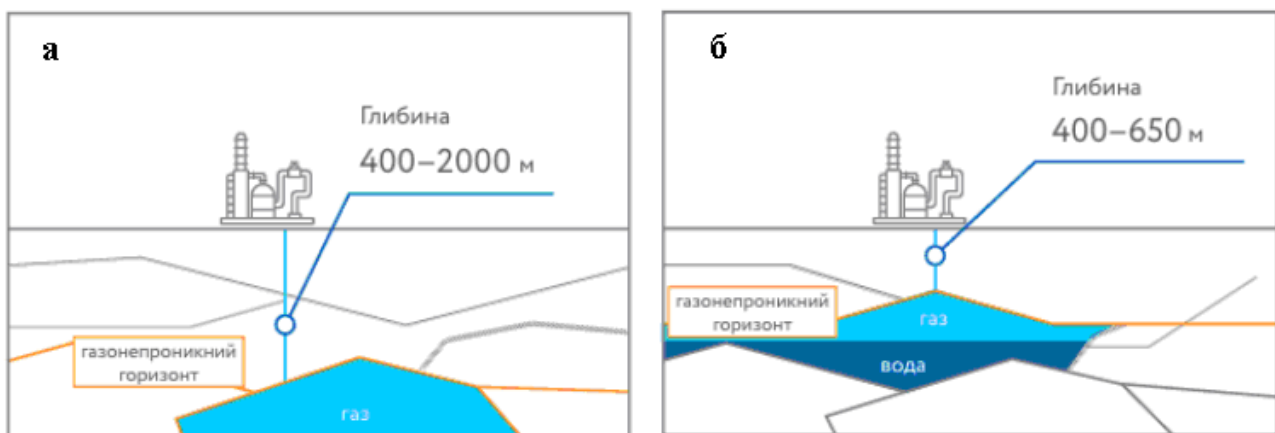 а
Глибина
400–2000 м
газонепроникний
горизонт
газ
б
Глибина
400–650 м
газонепроникний
горизонт
газ
вода